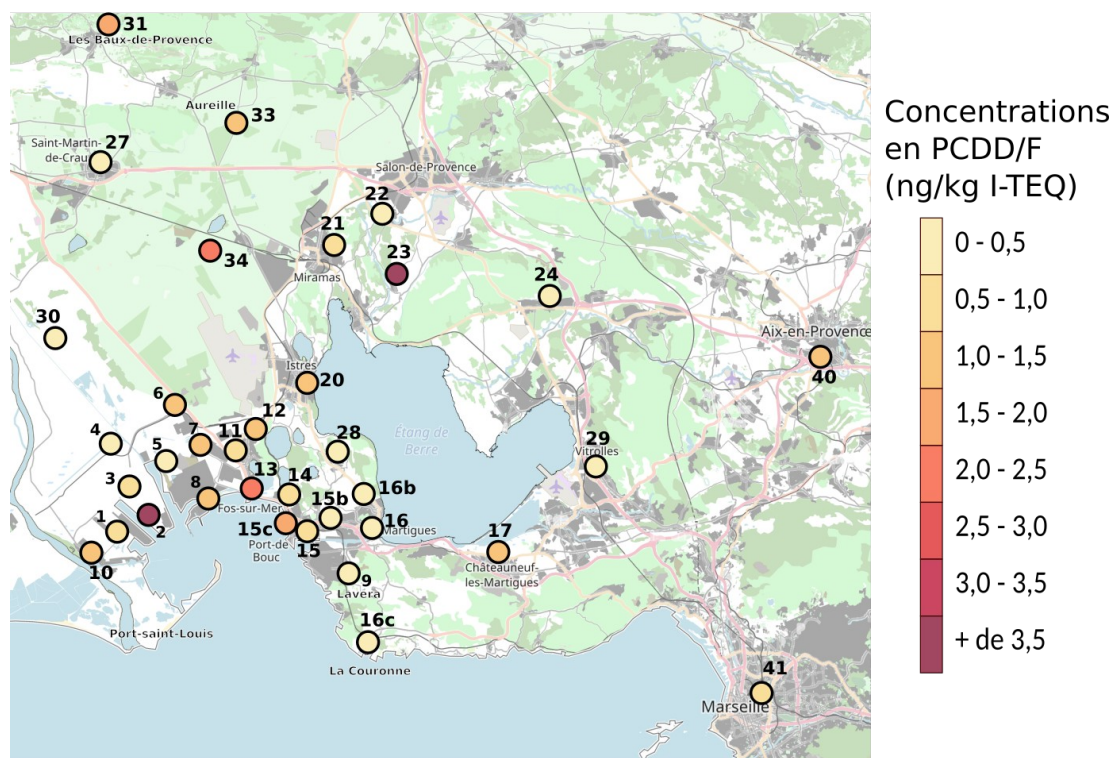 31
Les Baux-de-Provence
Aureille
33
Saint-Martin-
de-Crau
27
Salon-de-Provence
22
21
23
34
Miramas
24
30
Aix-en-Provence
40
Istres
20
6
12
4
7
11
28
5
29
Vitrolles
Étang de
Berre
3
8
13
14
16b
Fos-sur-Mer
15b
1
2
15c
15
16
Martigues
17
10
Port-de-
Bouc
Châteauneuf-
les-Martigues
9
Lavera
16c
Port-saint-Louis
La Couronne
41
Marseille
Concentrations
en PCDD/F
(ng/kg I-TEQ)
0 - 0,5
0,5 - 1,0
1,0 - 1,5
1,5 - 2,0
2,0 - 2,5
2,5 - 3,0
3,0 - 3,5
+ de 3,5